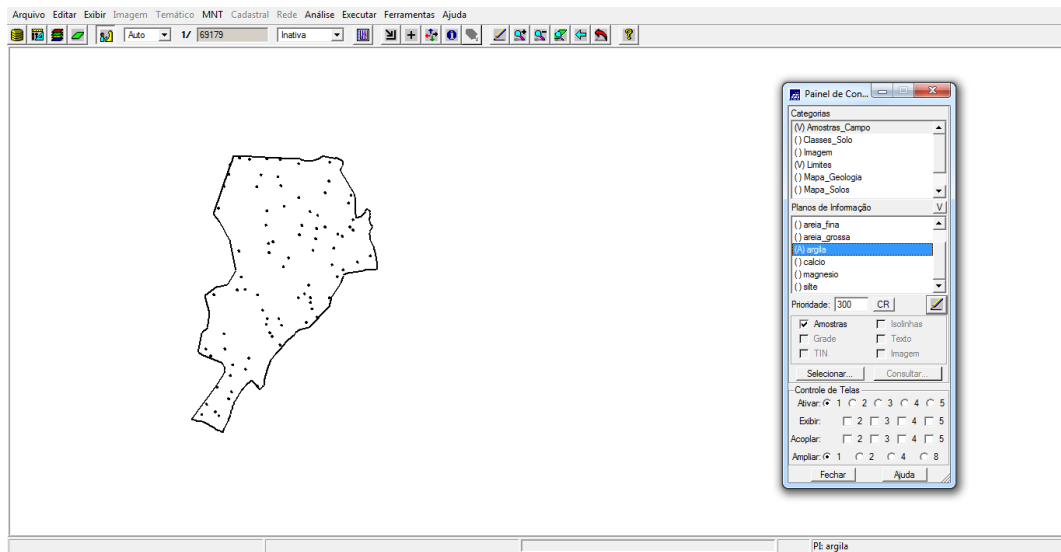 Arquivo Editar Exibir Imagem Temático MNT Cadastral Rede Análise Executar Ferramentas Ajuda
Auto 1/ 69179 Inativa
Painel de Con...
Categorias
(V) Amostras_Campo
( ) Classes_Solo
( ) Imagem
(V) Limites
( ) Mapa_Geologia
( ) Mapa_Solos
Planos de Informação V
( ) areia_fina
( ) areia_grossa
(A) argila
( ) calcio
( ) magnesio
( ) silte
Prioridade: 300 CR
Amostras Isolinhas
Grade Texto
TIN Imagem
Selecionar... Consultar...
Controle de Telas
Ativar: 1 2 3 4 5
Exibir: 2 3 4 5
Acoplar: 2 3 4 5
Ampliar: 1 2 4 8
Fechar Ajuda
PI: argila